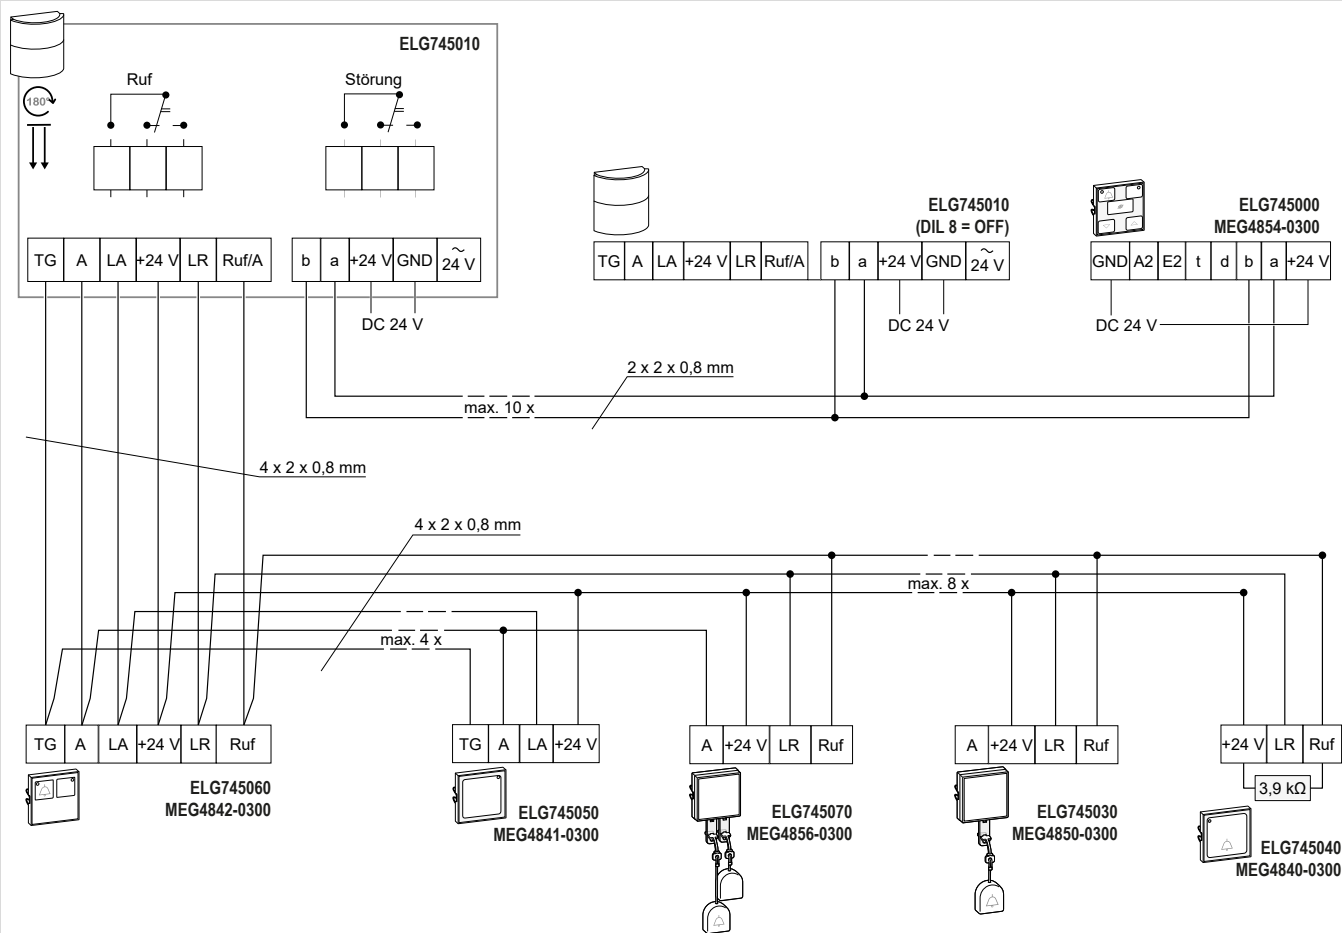 ELG745010
Ruf
Störung
180°
TG A LA +24 V LR Ruf/A
b a +24 V GND ~ 24 V
DC 24 V
ELG745010
(DIL 8 = OFF)
TG A LA +24 V LR Ruf/A
b a +24 V GND ~ 24 V
DC 24 V
ELG745000
MEG4854-0300
GND A2 E2 t d b a +24 V
DC 24 V
2 x 2 x 0,8 mm
max. 10 x
4 x 2 x 0,8 mm
4 x 2 x 0,8 mm
max. 8 x
max. 4 x
TG A LA +24 V LR Ruf
ELG745060
MEG4842-0300
TG A LA +24 V
ELG745050
MEG4841-0300
A +24 V LR Ruf
ELG745070
MEG4856-0300
A +24 V LR Ruf
ELG745030
MEG4850-0300
+24 V LR Ruf
3,9 kΩ
ELG745040
MEG4840-0300